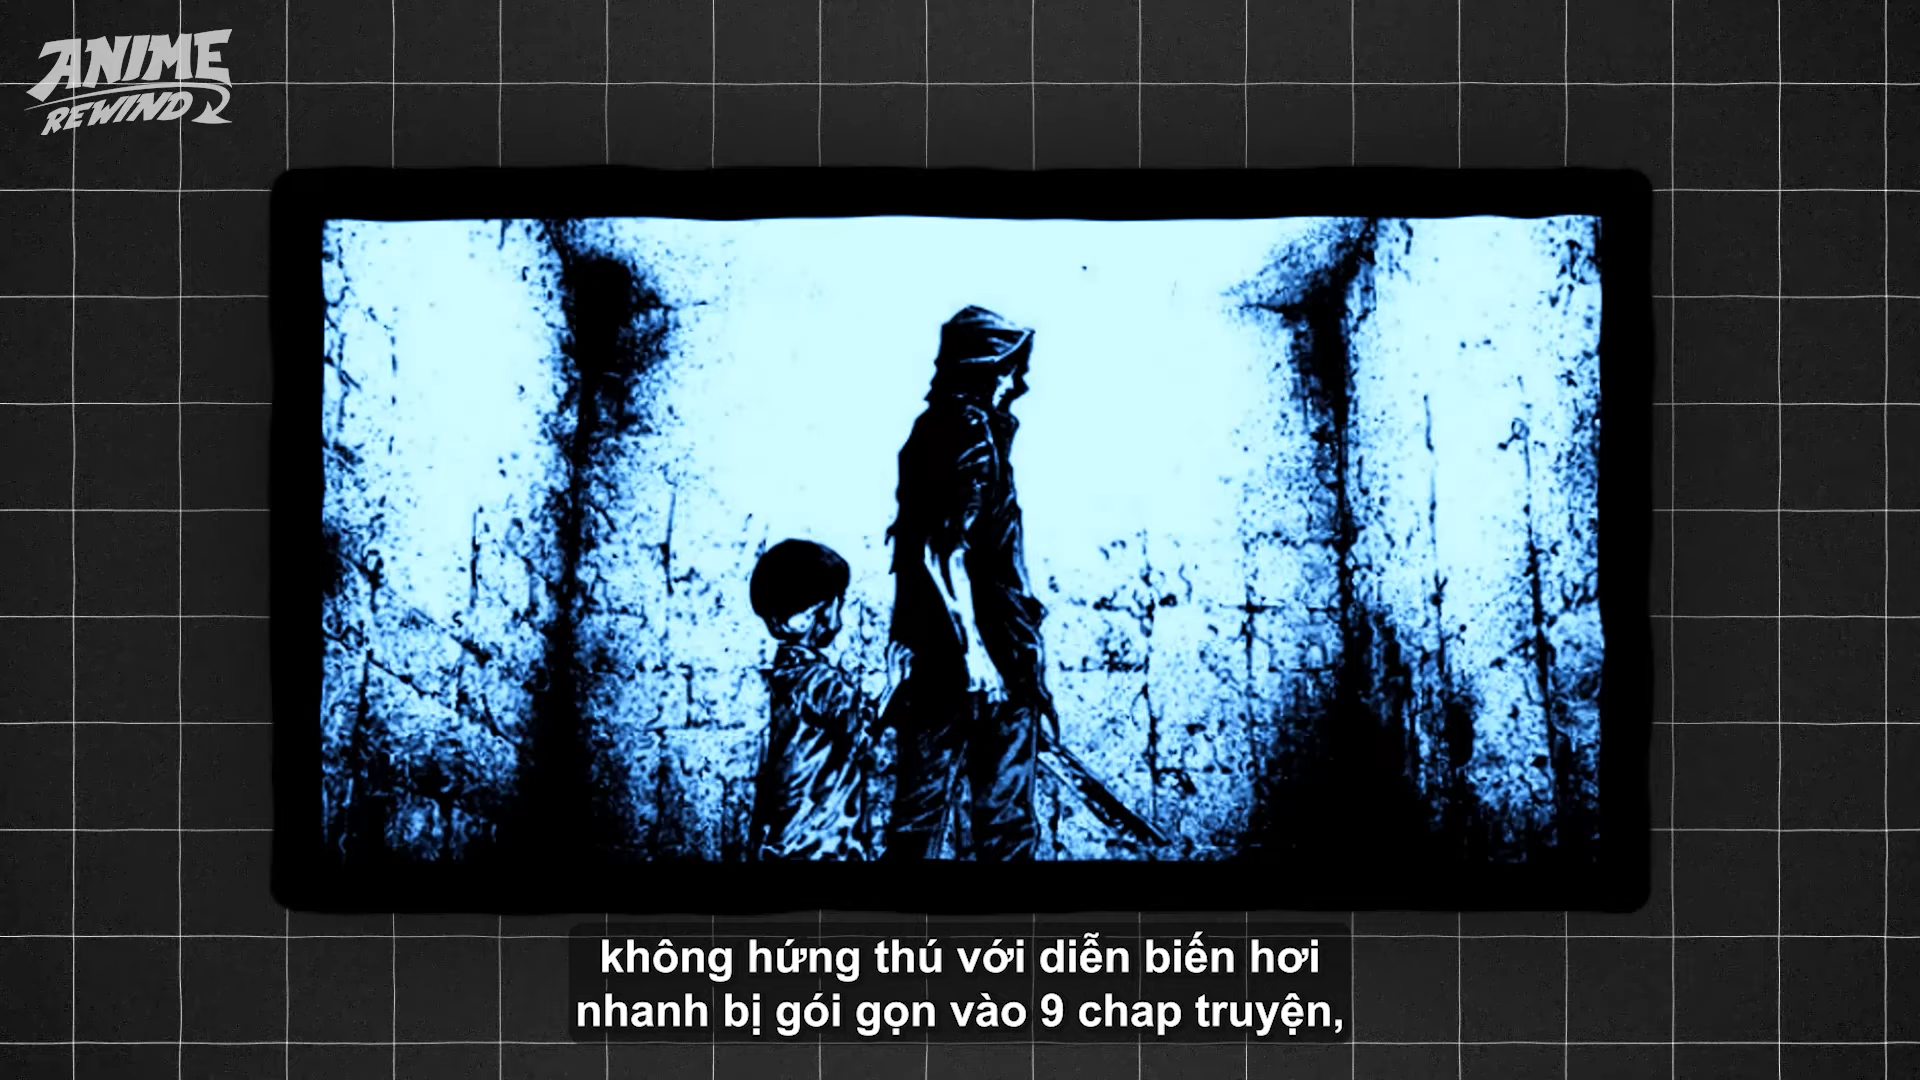 ANIME
REWIND
không hứng thú với diễn biến hơi
nhanh bị gói gọn vào 9 chap truyện,